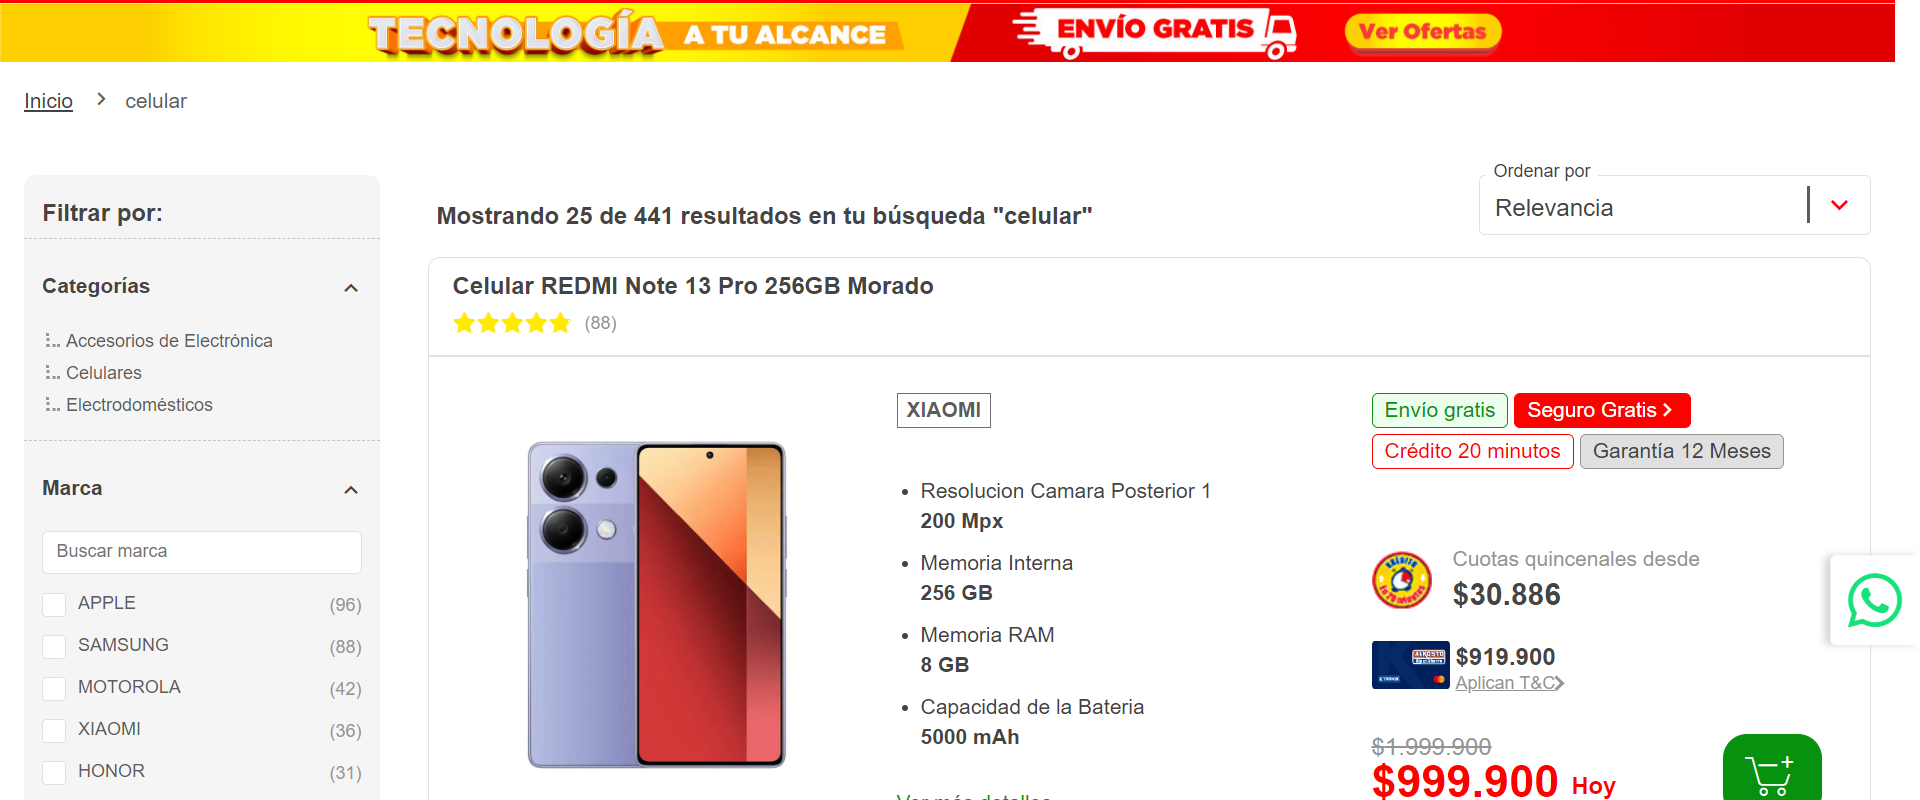 TECNOLOGÍA A TU ALCANCE
ENVÍO GRATIS
Ver Ofertas
Inicio > celular
Filtrar por:
Categorías
Accesorios de Electrónica
Celulares
Electrodomésticos
Marca
Buscar marca
APPLE (96)
SAMSUNG (88)
MOTOROLA (42)
XIAOMI (36)
HONOR (31)
Mostrando 25 de 441 resultados en tu búsqueda "celular"
Ordenar por
Relevancia
Celular REDMI Note 13 Pro 256GB Morado
(88)
XIAOMI
• Resolucion Camara Posterior 1
200 Mpx
• Memoria Interna
256 GB
• Memoria RAM
8 GB
• Capacidad de la Bateria
5000 mAh
Ver más detalles
Envío gratis
Seguro Gratis >
Crédito 20 minutos
Garantía 12 Meses
Cuotas quincenales desde
$30.886
ALKOSTO
KTRONIX
$919.900
Aplican T&C
$1.999.900
$999.900 Hoy